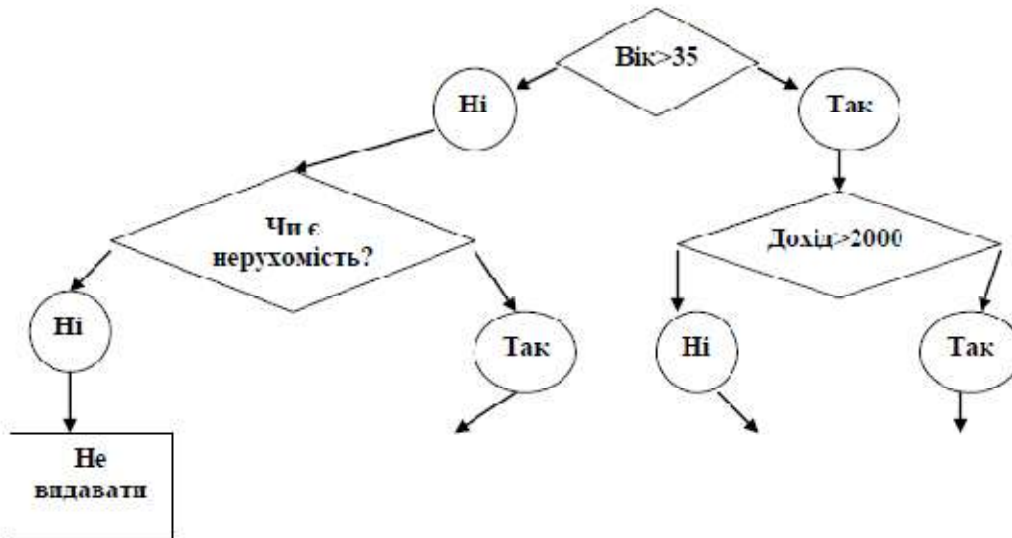 Вік>35
Ні
Так
Чи є
нерухомість?
Дохід>2000
Ні
Так
Ні
Так
Не
видавати